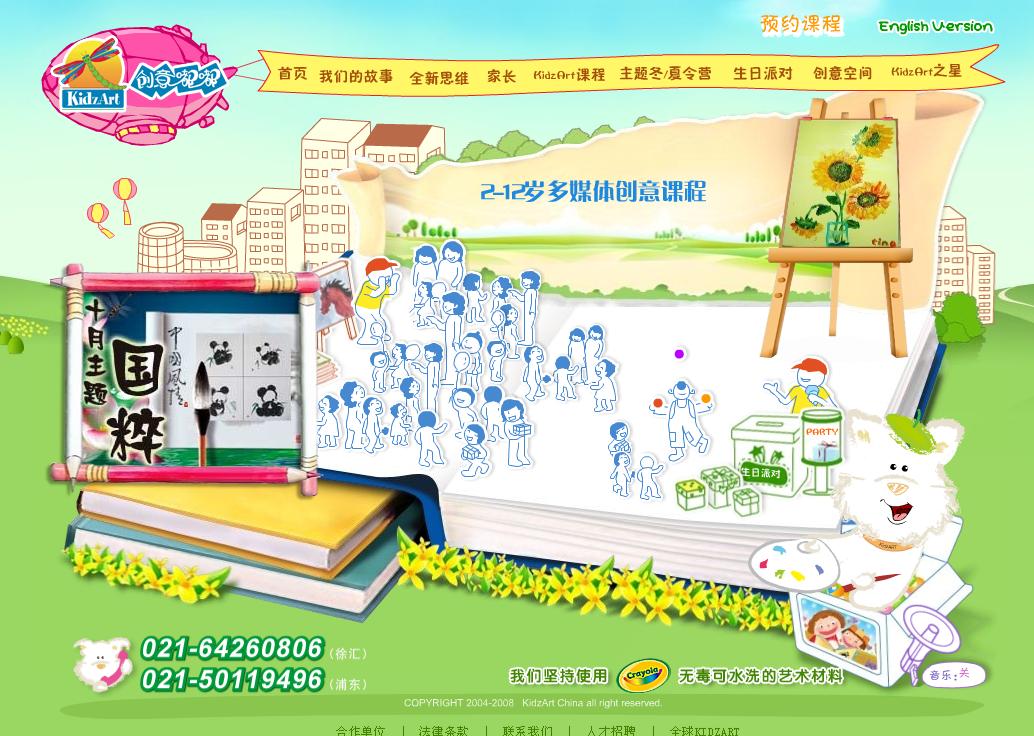 预约课程
English Version
KidzArt
创意嘟嘟
首页 我们的故事 全新思维 家长 KidzArt课程 主题冬/夏令营 生日派对 创意空间 KidzArt之星
2-12岁多媒体创意课程
十月主题
国粹
中国风情
PARTY
生日派对
021-64260806（徐汇）
021-50119496（浦东）
我们坚持使用 Crayola 无毒可水洗的艺术材料
音乐:关
COPYRIGHT 2004-2008 KidzArt China all right reserved.
合作单位 | 法律条款 | 联系我们 | 人才招聘 | 全球KIDZART